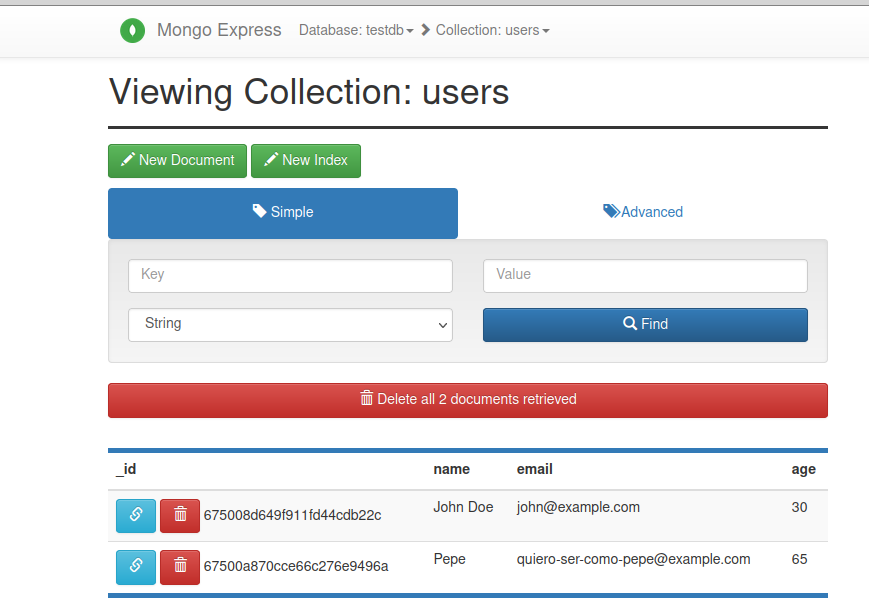 Mongo Express Database: testdb Collection: users
Viewing Collection: users
New Document New Index
Simple Advanced
Key Value
String Find
Delete all 2 documents retrieved
_id name email age
675008d649f911fd44cdb22c John Doe john@example.com 30
67500a870cce66c276e9496a Pepe quiero-ser-como-pepe@example.com 65